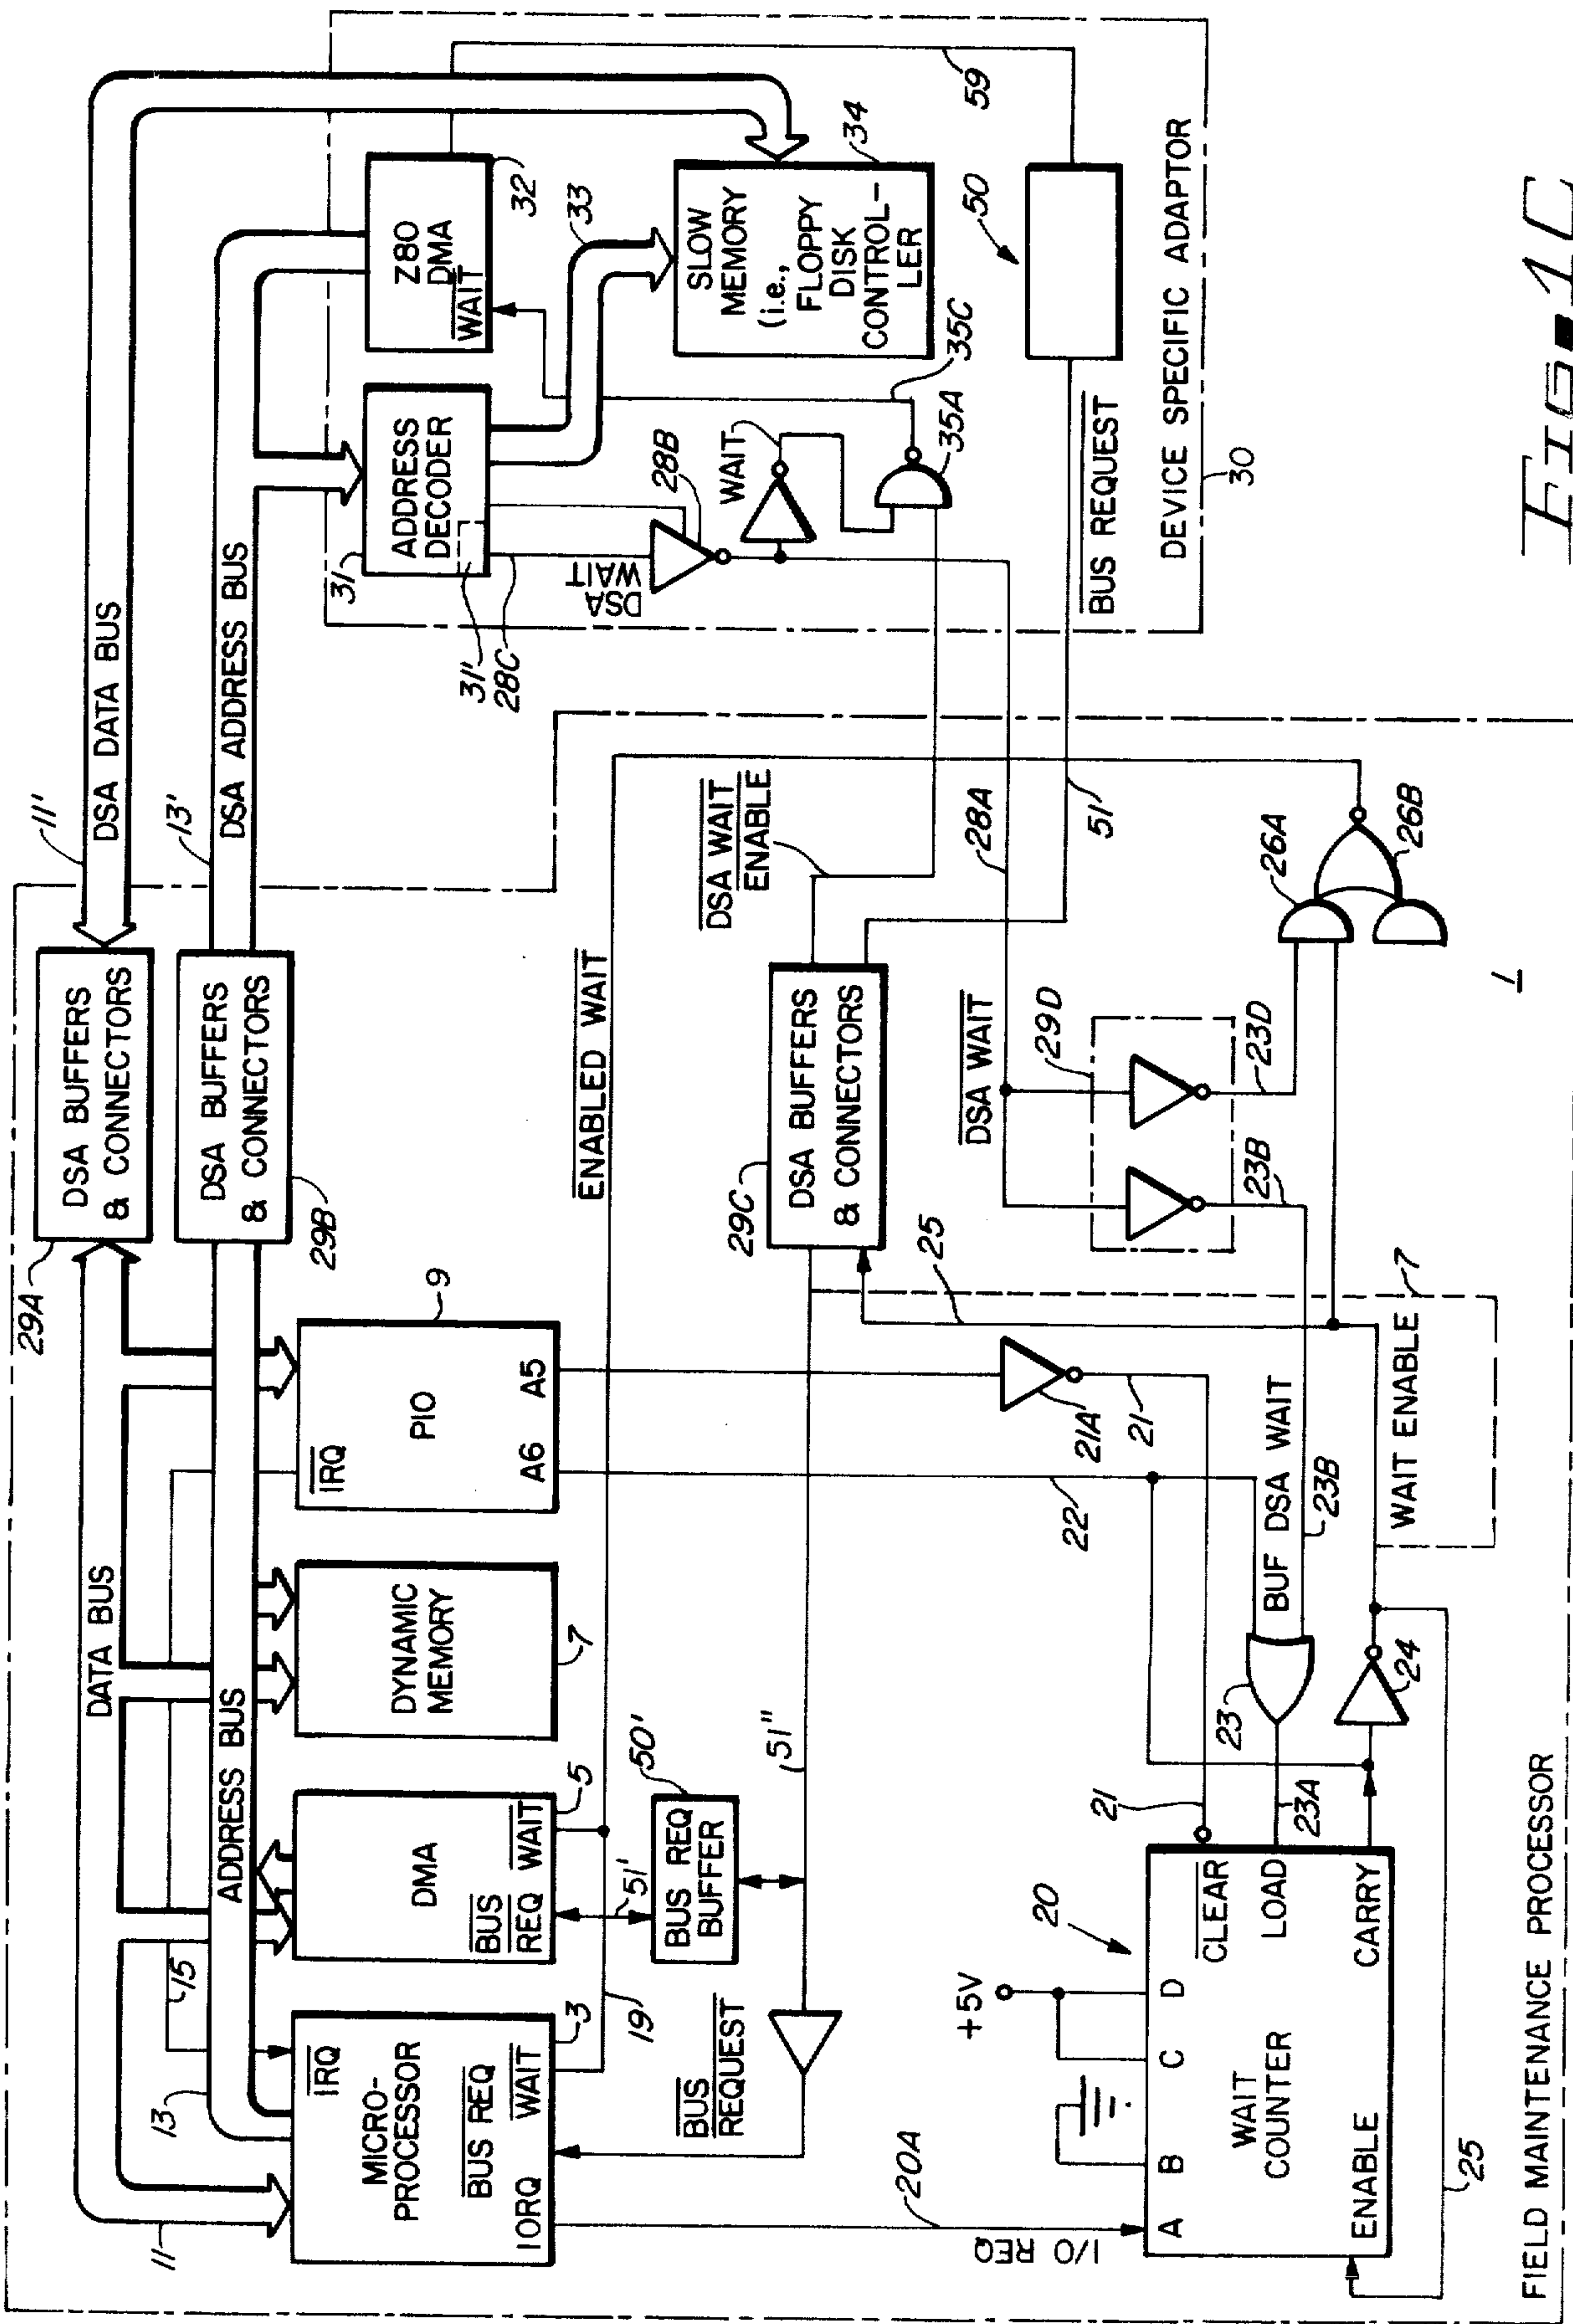 11'
DSA DATA BUS
13'
DSA ADDRESS BUS
29A
DSA BUFFERS
& CONNECTORS
DSA BUFFERS
& CONNECTORS
29B
DATA BUS
ADDRESS BUS
11
13
15
MICRO-
PROCESSOR
IRQ
BUS REQ
IORQ
WAIT
3
DMA
BUS
REQ
WAIT
5
DYNAMIC
MEMORY
7
PIO
IRQ
A6
A5
9
19
51'
50'
BUS REQ
BUFFER
51"
BUS
REQUEST
ENABLED WAIT
29C
DSA BUFFERS
& CONNECTORS
DSA WAIT
ENABLE
25
22
21A
21
DSA WAIT
28A
29D
23B
23D
51
26A
26B
20A
I/O REQ
+5V
20
21
A
B
C
D
WAIT
COUNTER
ENABLE
CLEAR
LOAD
CARRY
23A
23
24
25
BUF DSA WAIT
23B
WAIT ENABLE
7
1
FIELD MAINTENANCE PROCESSOR
31
ADDRESS
DECODER
31'
28C
DSA
WAIT
28B
WAIT
Z80
DMA
WAIT
32
33
SLOW
MEMORY
(i.e.,
FLOPPY
DISK
CONTROL-
LER
34
35C
35A
50
59
BUS REQUEST
DEVICE SPECIFIC ADAPTOR
30
FIG. 1C